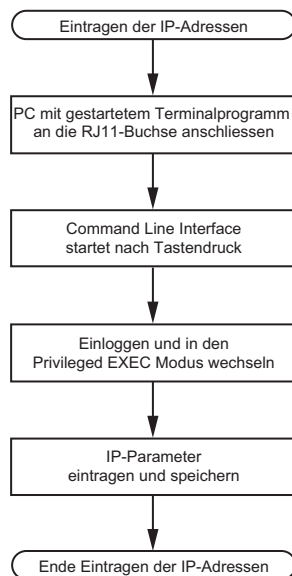 Eintragen der IP-Adressen
PC mit gestartetem Terminalprogramm
an die RJ11-Buchse anschliessen
Command Line Interface
startet nach Tastendruck
Einloggen und in den
Privileged EXEC Modus wechseln
IP-Parameter
eintragen und speichern
Ende Eintragen der IP-Adressen